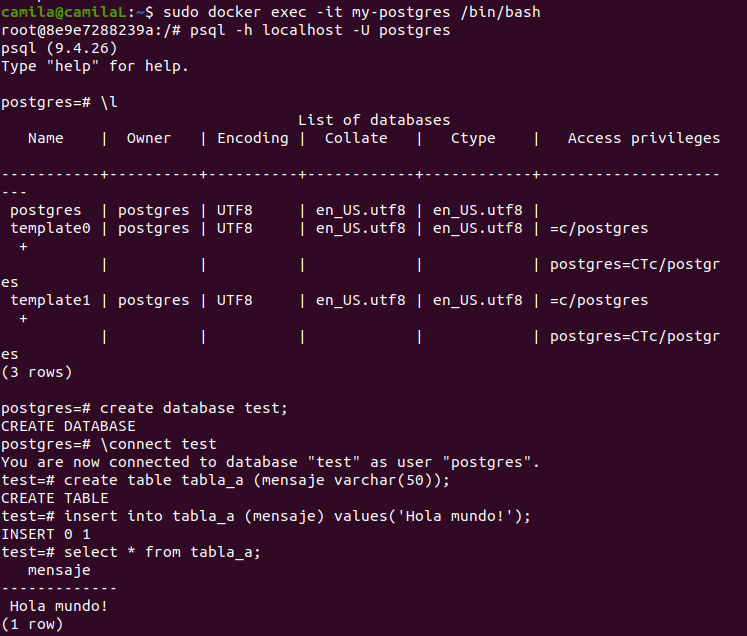 camila@camilaL:~$ sudo docker exec -it my-postgres /bin/bash
root@8e9e7288239a:/# psql -h localhost -U postgres
psql (9.4.26)
Type "help" for help.

postgres=# \l
                                 List of databases
   Name    |  Owner   | Encoding |  Collate   |   Ctype    |   Access privileges   

-----------+----------+----------+------------+------------+--------------------
---
 postgres  | postgres | UTF8     | en_US.utf8 | en_US.utf8 | 
 template0 | postgres | UTF8     | en_US.utf8 | en_US.utf8 | =c/postgres
  +
           |          |          |            |            | postgres=CTc/postgr
es
 template1 | postgres | UTF8     | en_US.utf8 | en_US.utf8 | =c/postgres
  +
           |          |          |            |            | postgres=CTc/postgr
es
(3 rows)

postgres=# create database test;
CREATE DATABASE
postgres=# \connect test
You are now connected to database "test" as user "postgres".
test=# create table tabla_a (mensaje varchar(50));
CREATE TABLE
test=# insert into tabla_a (mensaje) values('Hola mundo!');
INSERT 0 1
test=# select * from tabla_a;
   mensaje
-------------
 Hola mundo!
(1 row)